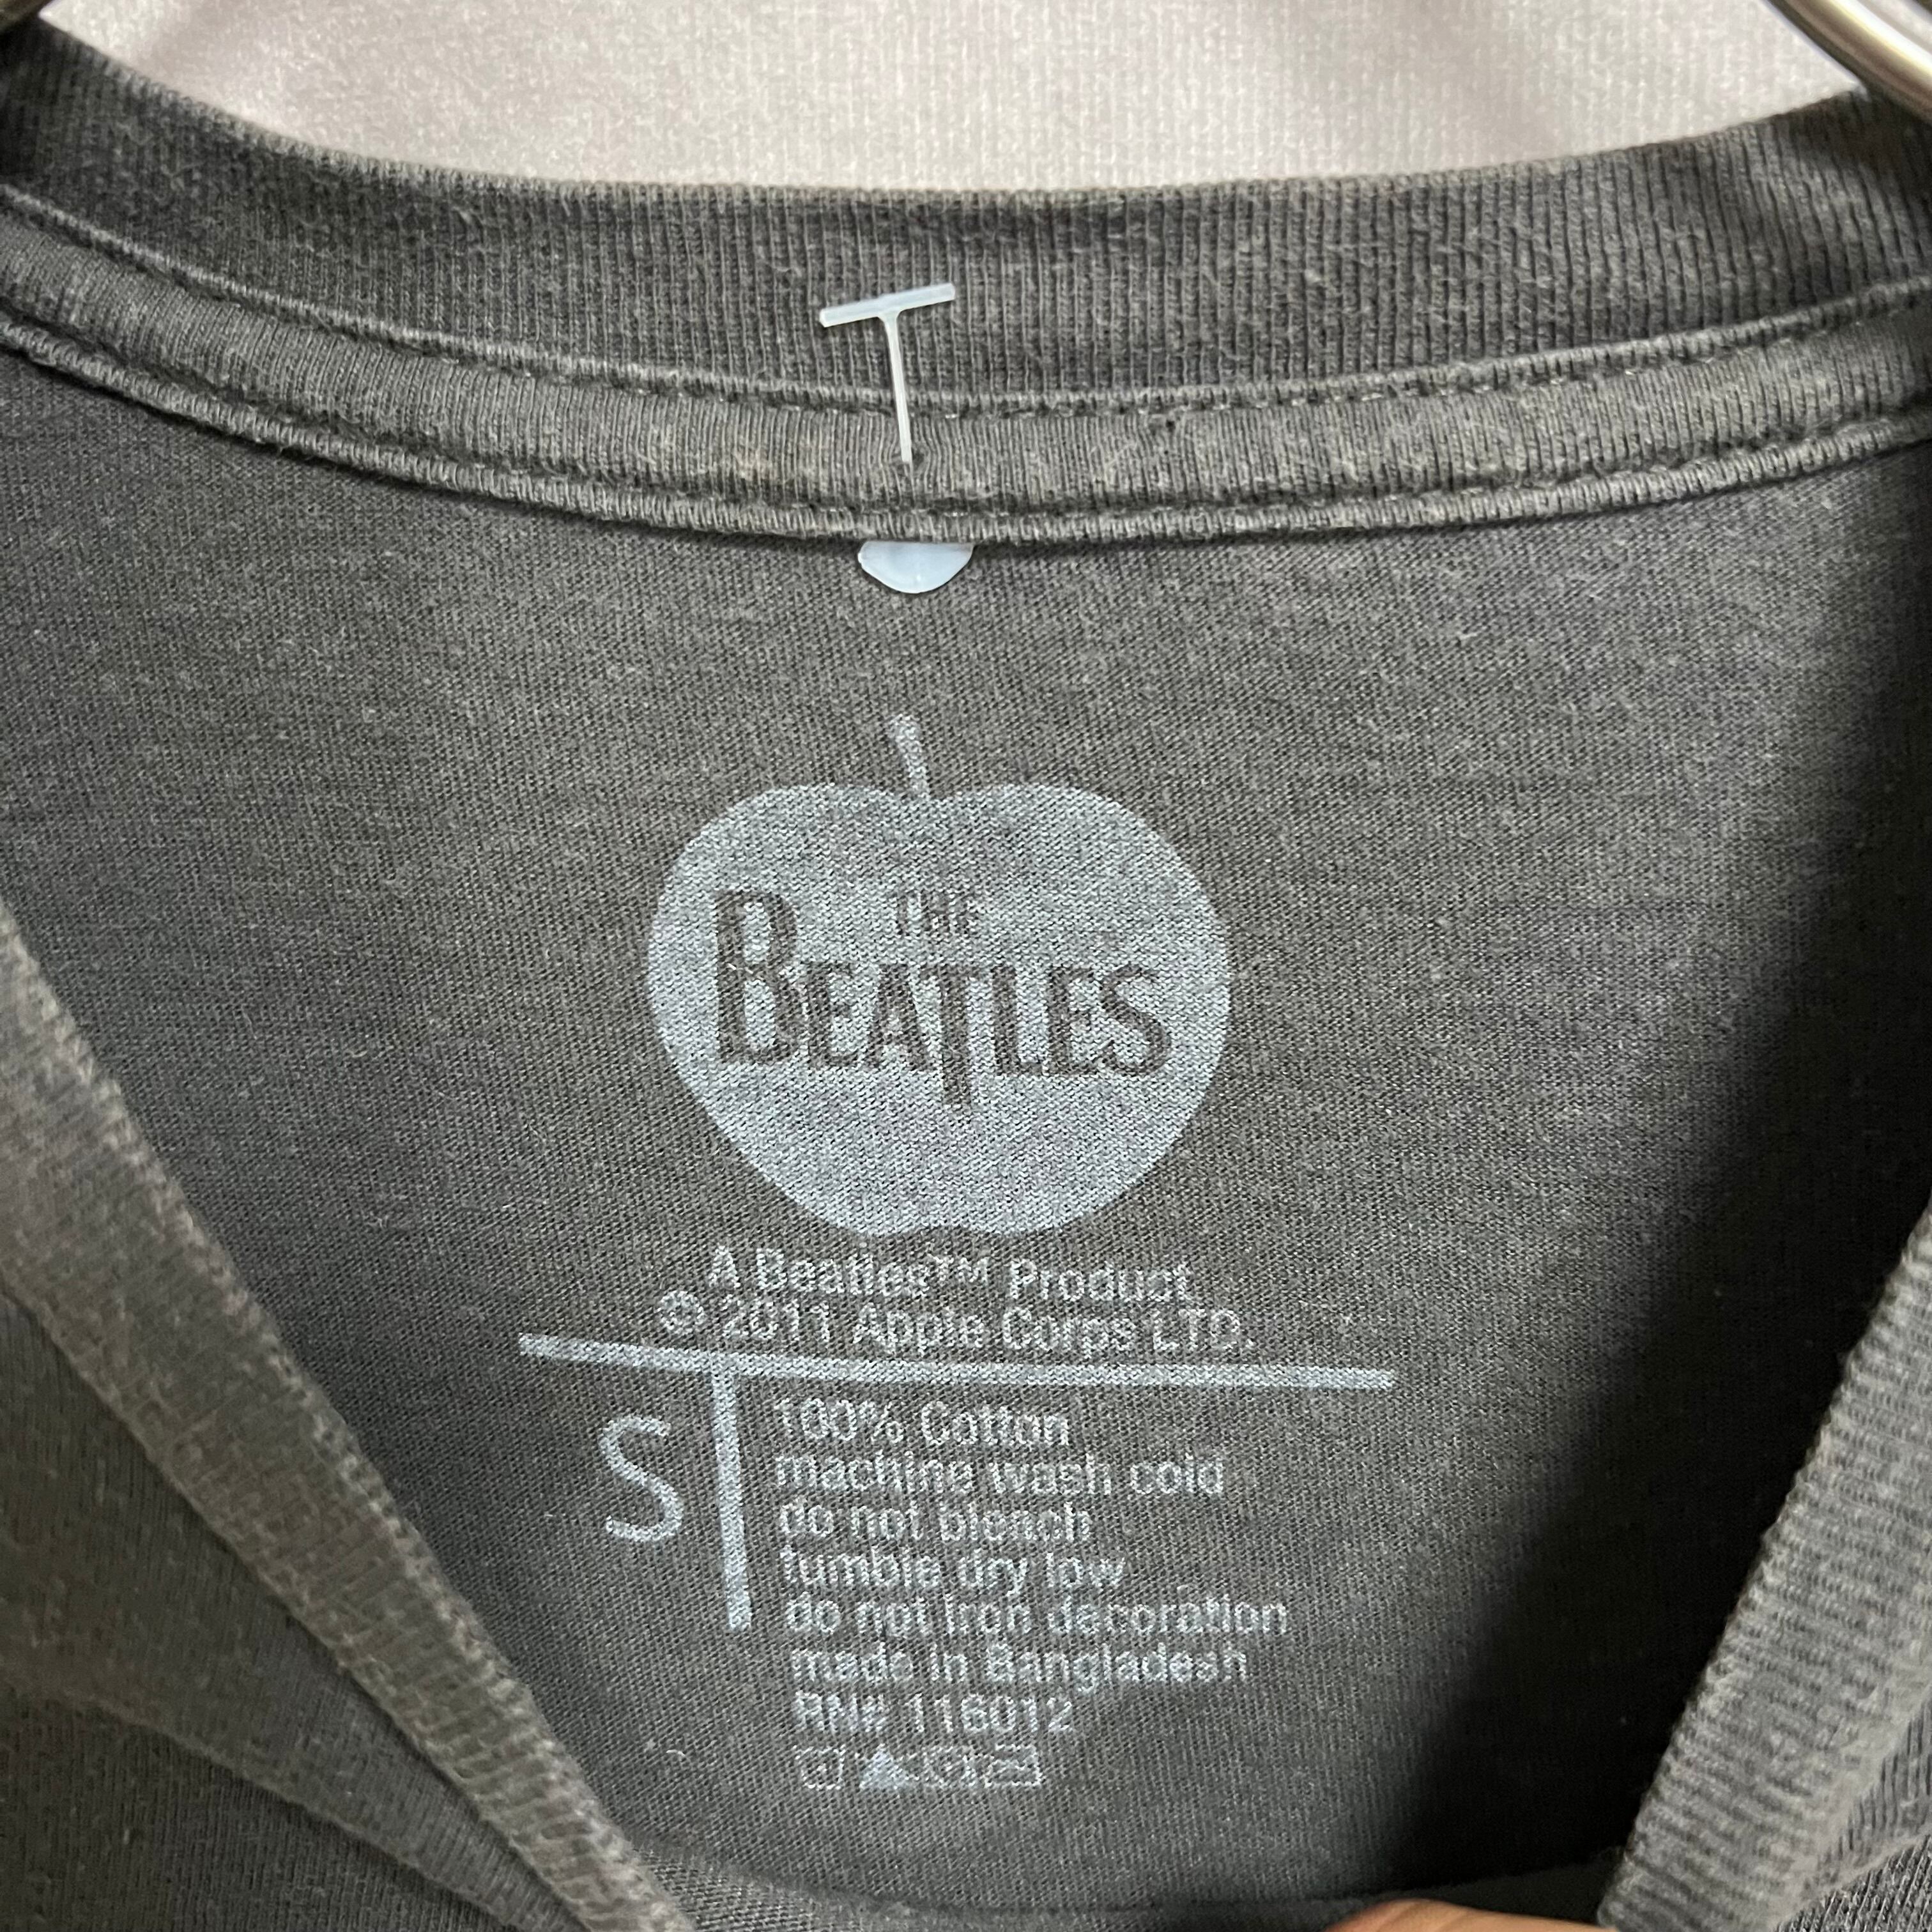 THE
BEATLES
A Beatles™ Product
© 2011 Apple Corps LTD.
S
100% Cotton
machine wash cold
do not bleach
tumble dry low
do not iron decoration
made in Bangladesh
RN# 116012